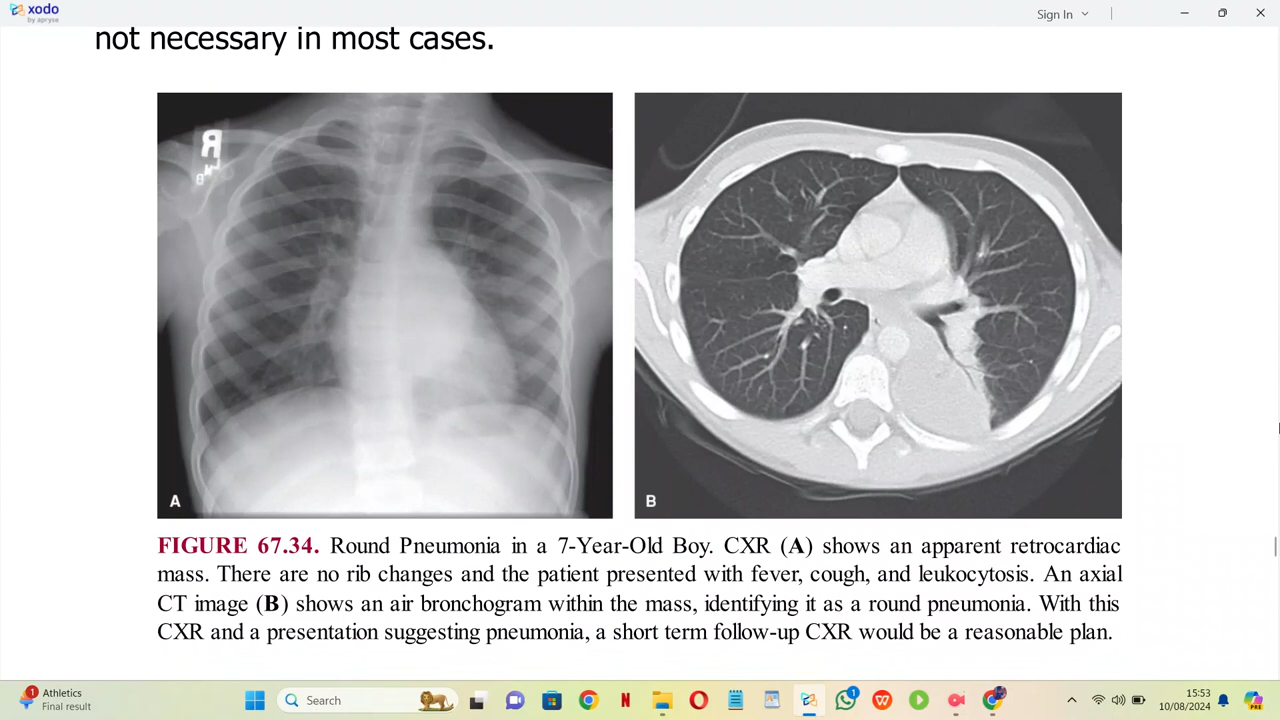 xodo
by apryse
Sign In
not necessary in most cases.
R
A
B
FIGURE 67.34. Round Pneumonia in a 7-Year-Old Boy. CXR (A) shows an apparent retrocardiac
mass. There are no rib changes and the patient presented with fever, cough, and leukocytosis. An axial
CT image (B) shows an air bronchogram within the mass, identifying it as a round pneumonia. With this
CXR and a presentation suggesting pneumonia, a short term follow-up CXR would be a reasonable plan.
1
Athletics
Final result
Search
1
15:53
10/08/2024